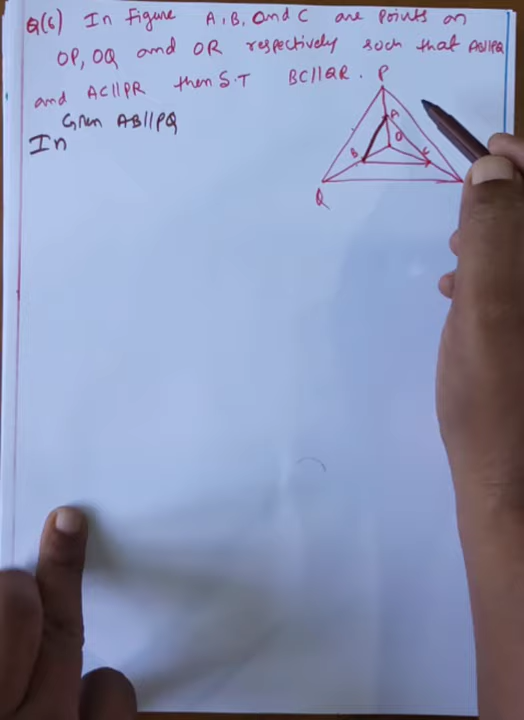 Q(6) In Figure A, B, and C are points on
OP, OQ and OR respectively such that AB||PQ
and AC||PR then S.T BC||QR.
P
Given AB||PQ
A
In
O
B
C
Q